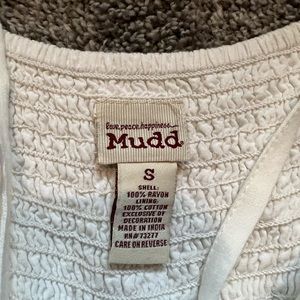 love.peace.happiness...
Mudd
S
SHELL:
100% RAYON
LINING:
100% COTTON
EXCLUSIVE OF
DECORATION
MADE IN INDIA
RN#73277
CARE ON REVERSE